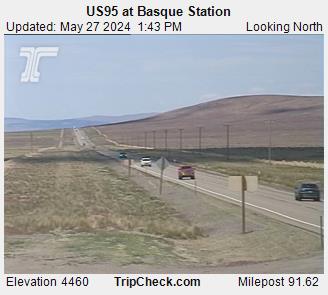 US95 at Basque Station
Updated: May 27 2024 1:43 PM Looking North
Elevation 4460 TripCheck.com Milepost 91.62